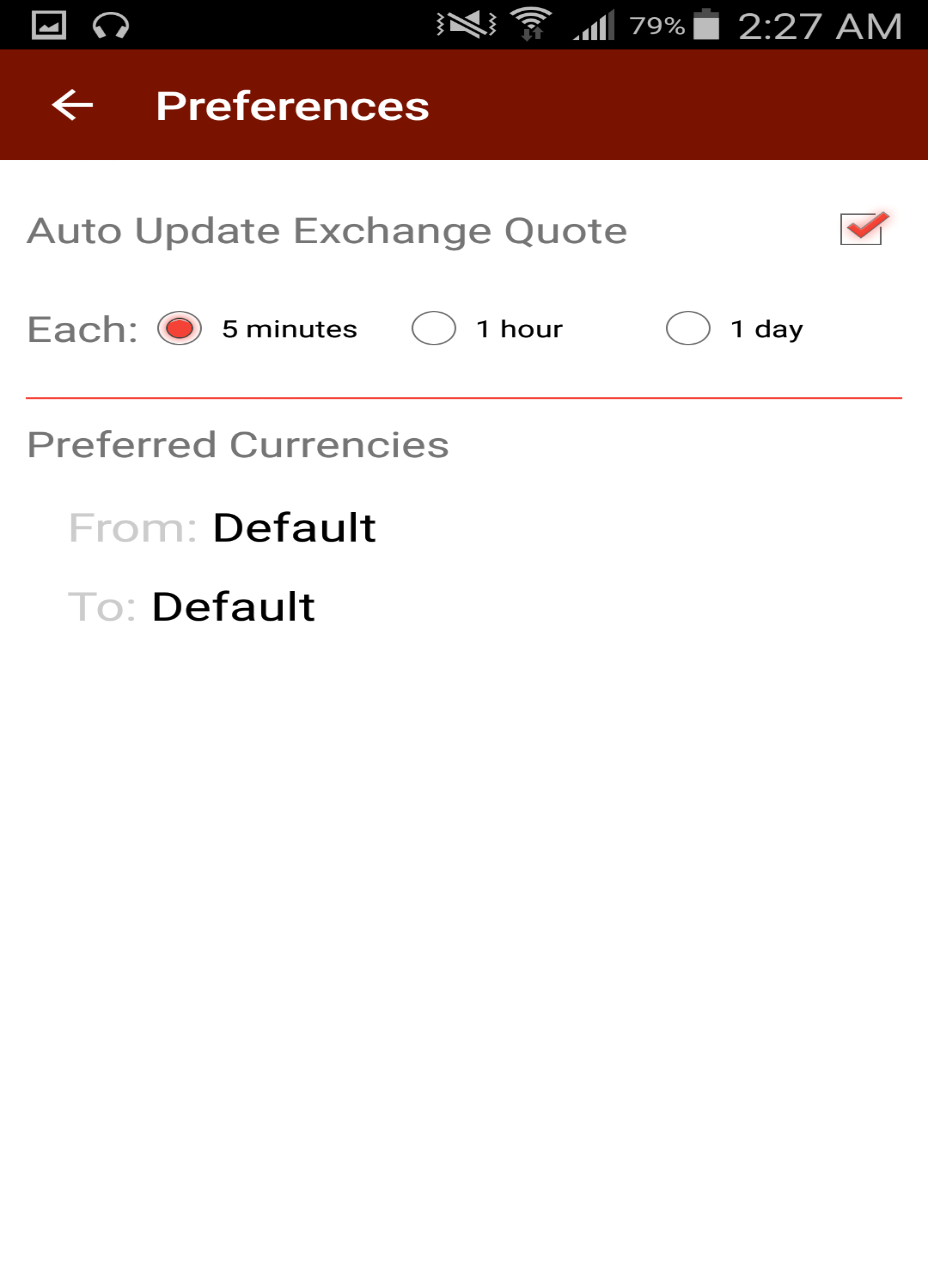 79% 2:27 AM
Preferences
Auto Update Exchange Quote
Each: 5 minutes 1 hour 1 day
Preferred Currencies
From: Default
To: Default